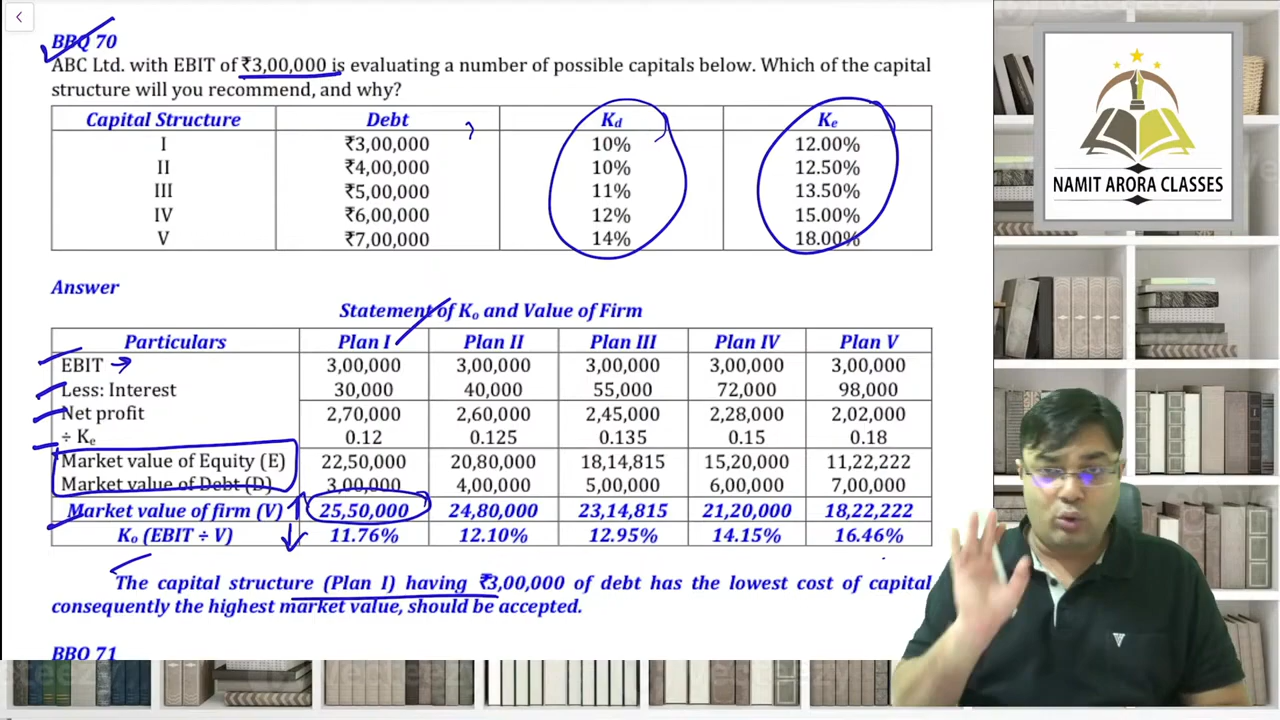 BBQ 70
ABC Ltd. with EBIT of ₹3,00,000 is evaluating a number of possible capitals below. Which of the capital
structure will you recommend, and why?
Capital Structure Debt Kd Ke
I ₹3,00,000 10% 12.00%
II ₹4,00,000 10% 12.50%
III ₹5,00,000 11% 13.50%
IV ₹6,00,000 12% 15.00%
V ₹7,00,000 14% 18.00%
NAMIT ARORA CLASSES
Answer
Statement of Ko and Value of Firm
Particulars Plan I Plan II Plan III Plan IV Plan V
EBIT 3,00,000 3,00,000 3,00,000 3,00,000 3,00,000
Less: Interest 30,000 40,000 55,000 72,000 98,000
Net profit 2,70,000 2,60,000 2,45,000 2,28,000 2,02,000
÷ Ke 0.12 0.125 0.135 0.15 0.18
Market value of Equity (E) 22,50,000 20,80,000 18,14,815 15,20,000 11,22,222
Market value of Debt (D) 3,00,000 4,00,000 5,00,000 6,00,000 7,00,000
Market value of firm (V) 25,50,000 24,80,000 23,14,815 21,20,000 18,22,222
Ko (EBIT ÷ V) 11.76% 12.10% 12.95% 14.15% 16.46%
The capital structure (Plan I) having ₹3,00,000 of debt has the lowest cost of capital
consequently the highest market value, should be accepted.
BBQ 71